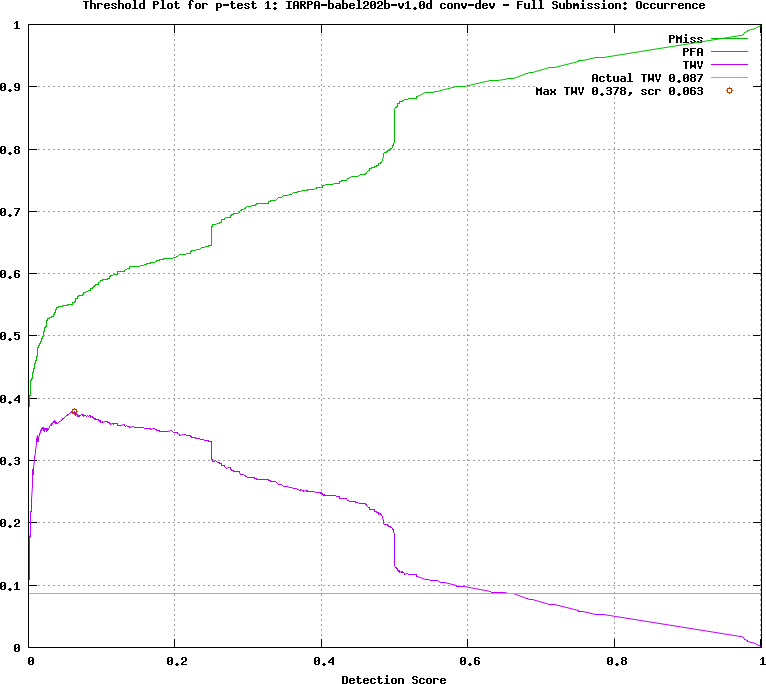 Threshold Plot for p-test 1: IARPA-babel202b-v1.0d conv-dev - Full Submission: Occurrence
1
PMiss
PFA
TWV
Actual TWV 0.087
Max TWV 0.378, scr 0.063
0.9
0.8
0.7
0.6
0.5
0.4
0.3
0.2
0.1
0
0 0.2 0.4 0.6 0.8 1
Detection Score